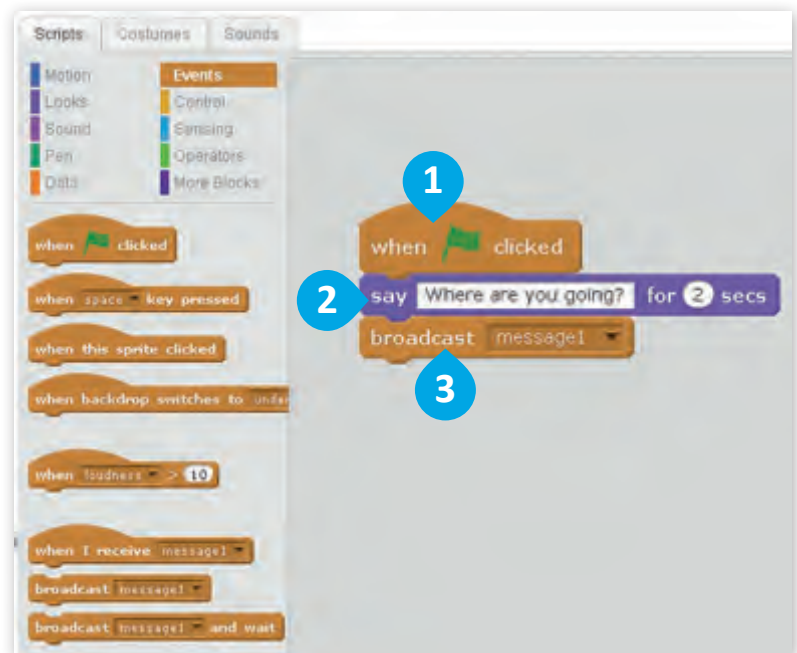 Scripts Costumes Sounds
Motion Events
Looks Control
Sound Sensing
Pen Operators
Data More Blocks
when clicked
when space key pressed
when this sprite clicked
when backdrop switches to under
when loudness > 10
when I receive message1
broadcast message1
broadcast message1 and wait
1
when clicked
2
say Where are you going? for 2 secs
broadcast message1
3